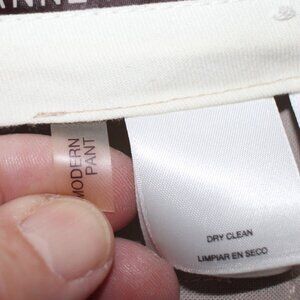 MODERN
PANT
DRY CLEAN
LIMPIAR EN SECO